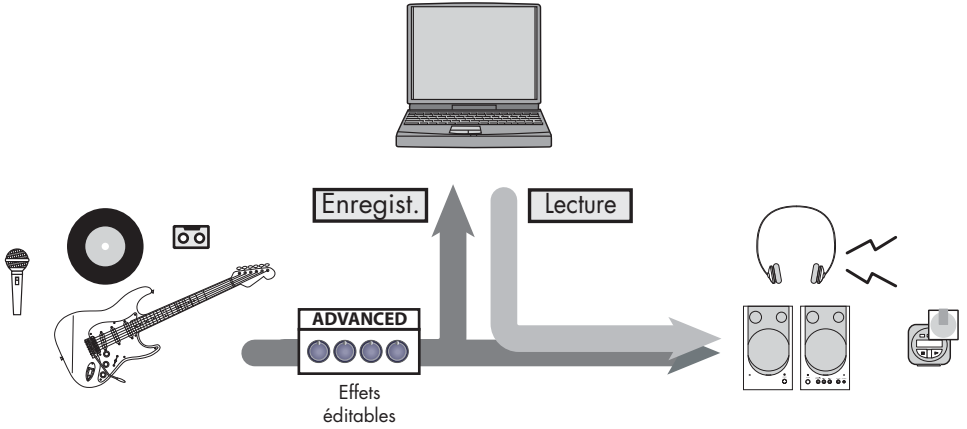 Enregist.
Lecture
ADVANCED
Effets
éditables